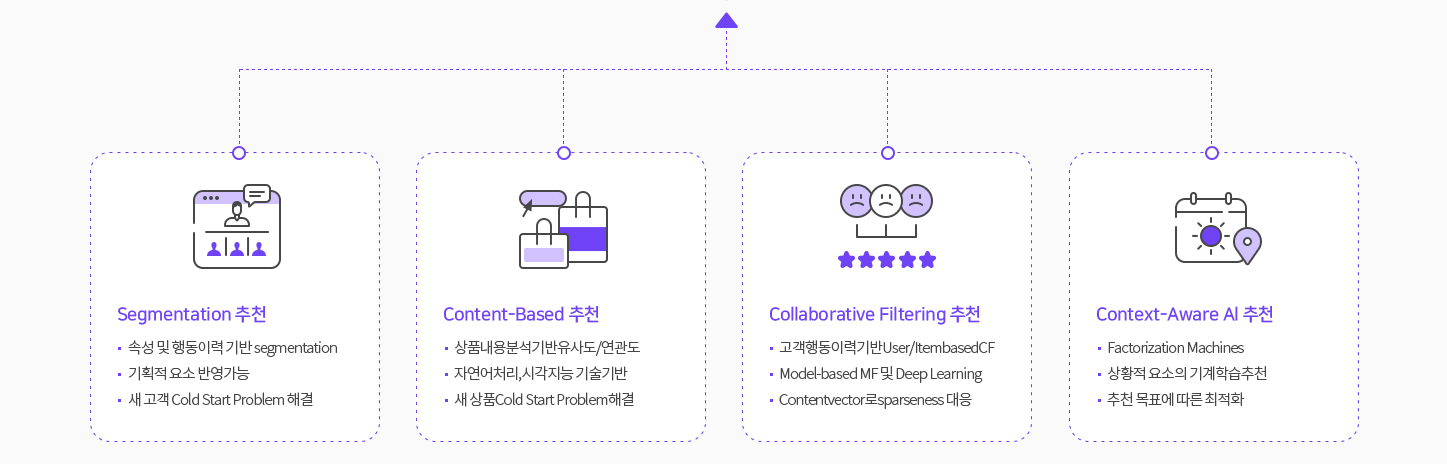 Segmentation 추천
• 속성 및 행동이력 기반 segmentation
• 기획적 요소 반영가능
• 새 고객 Cold Start Problem 해결
Content-Based 추천
• 상품내용분석기반유사도/연관도
• 자연어처리,시각지능 기술기반
• 새 상품Cold Start Problem해결
Collaborative Filtering 추천
• 고객행동이력기반User/ItembasedCF
• Model-based MF 및 Deep Learning
• Contentvector로sparseness 대응
Context-Aware AI 추천
• Factorization Machines
• 상황적 요소의 기계학습추천
• 추천 목표에 따른 최적화